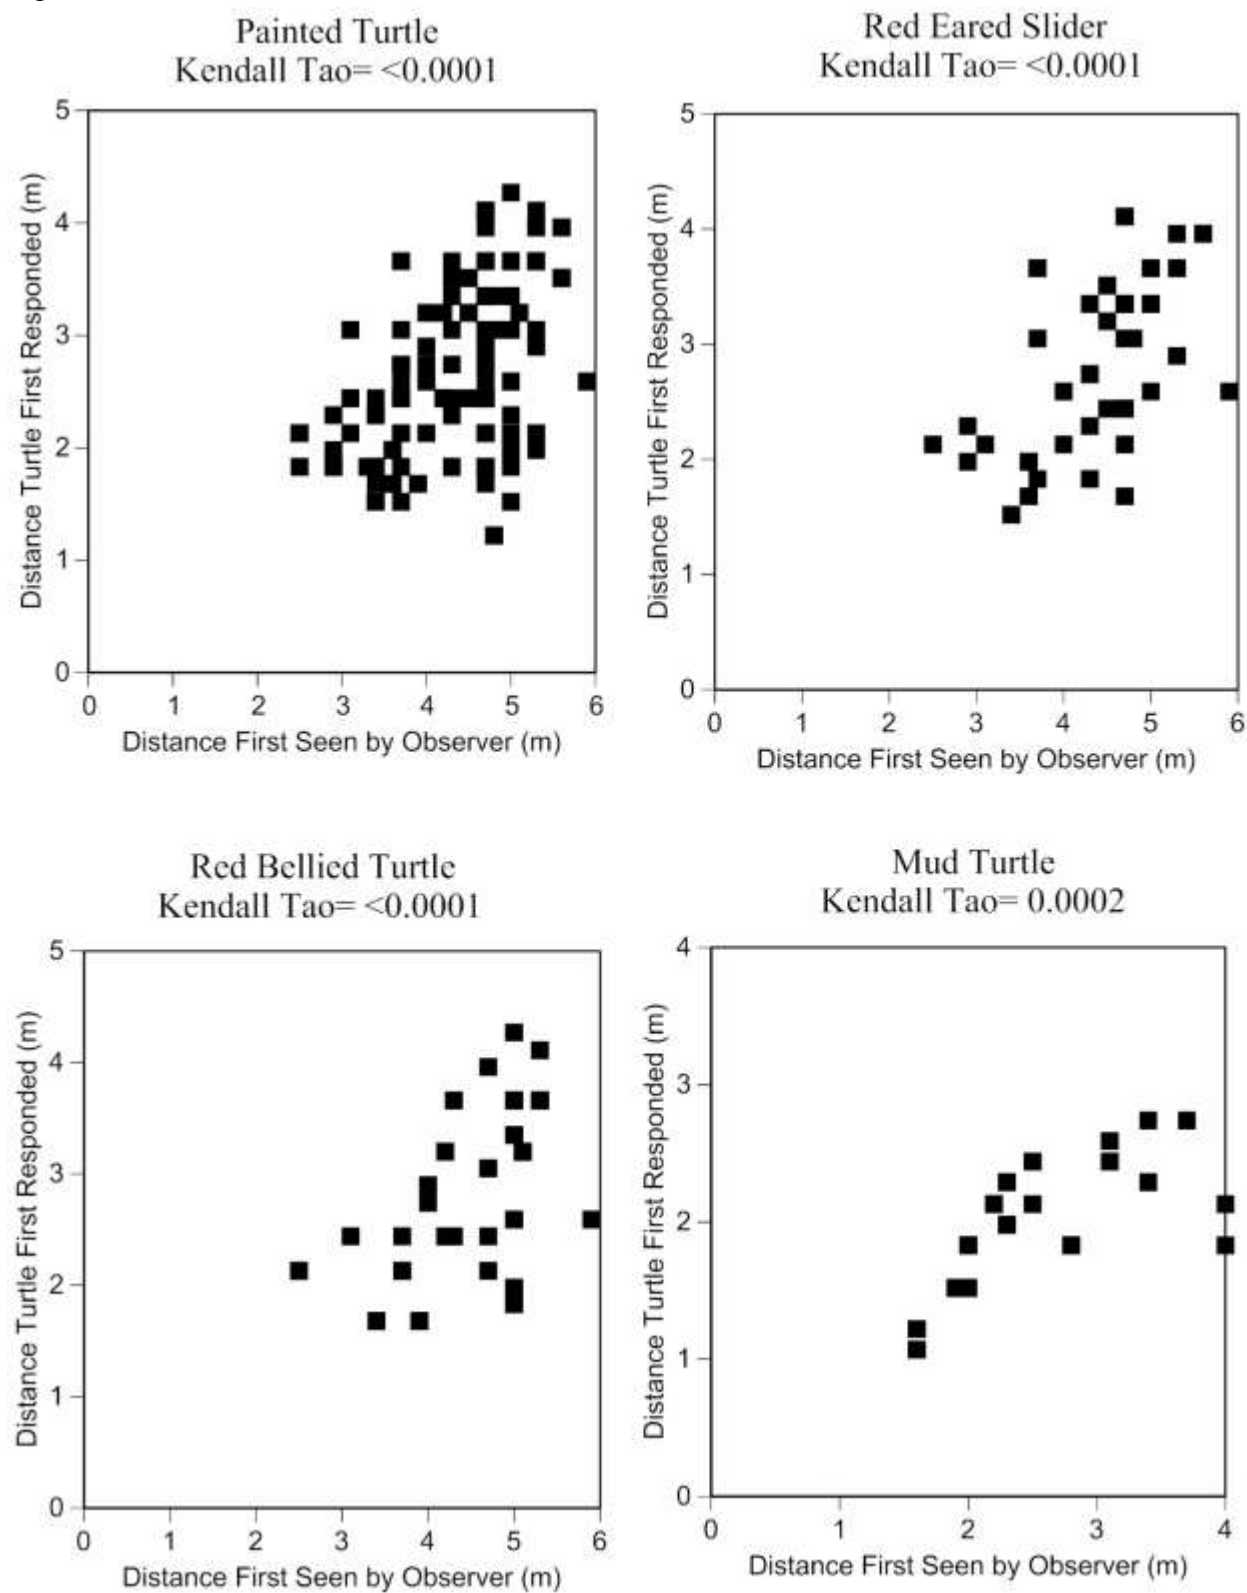 Painted Turtle
Kendall Tao= <0.0001
5
4
3
2
1
0
Distance Turtle First Responded (m)
0 1 2 3 4 5 6
Distance First Seen by Observer (m)
Red Eared Slider
Kendall Tao= <0.0001
5
4
3
2
1
0
Distance Turtle First Responded (m)
0 1 2 3 4 5 6
Distance First Seen by Observer (m)
Red Bellied Turtle
Kendall Tao= <0.0001
5
4
3
2
1
0
Distance Turtle First Responded (m)
0 1 2 3 4 5 6
Distance First Seen by Observer (m)
Mud Turtle
Kendall Tao= 0.0002
4
3
2
1
0
Distance Turtle First Responded (m)
0 1 2 3 4
Distance First Seen by Observer (m)